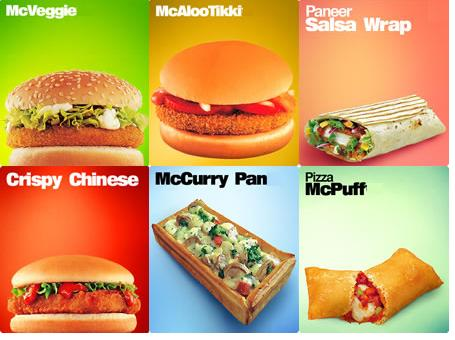 McVeggie
McAlooTikki
Paneer
Salsa Wrap
Crispy Chinese
McCurry Pan
Pizza
McPuff